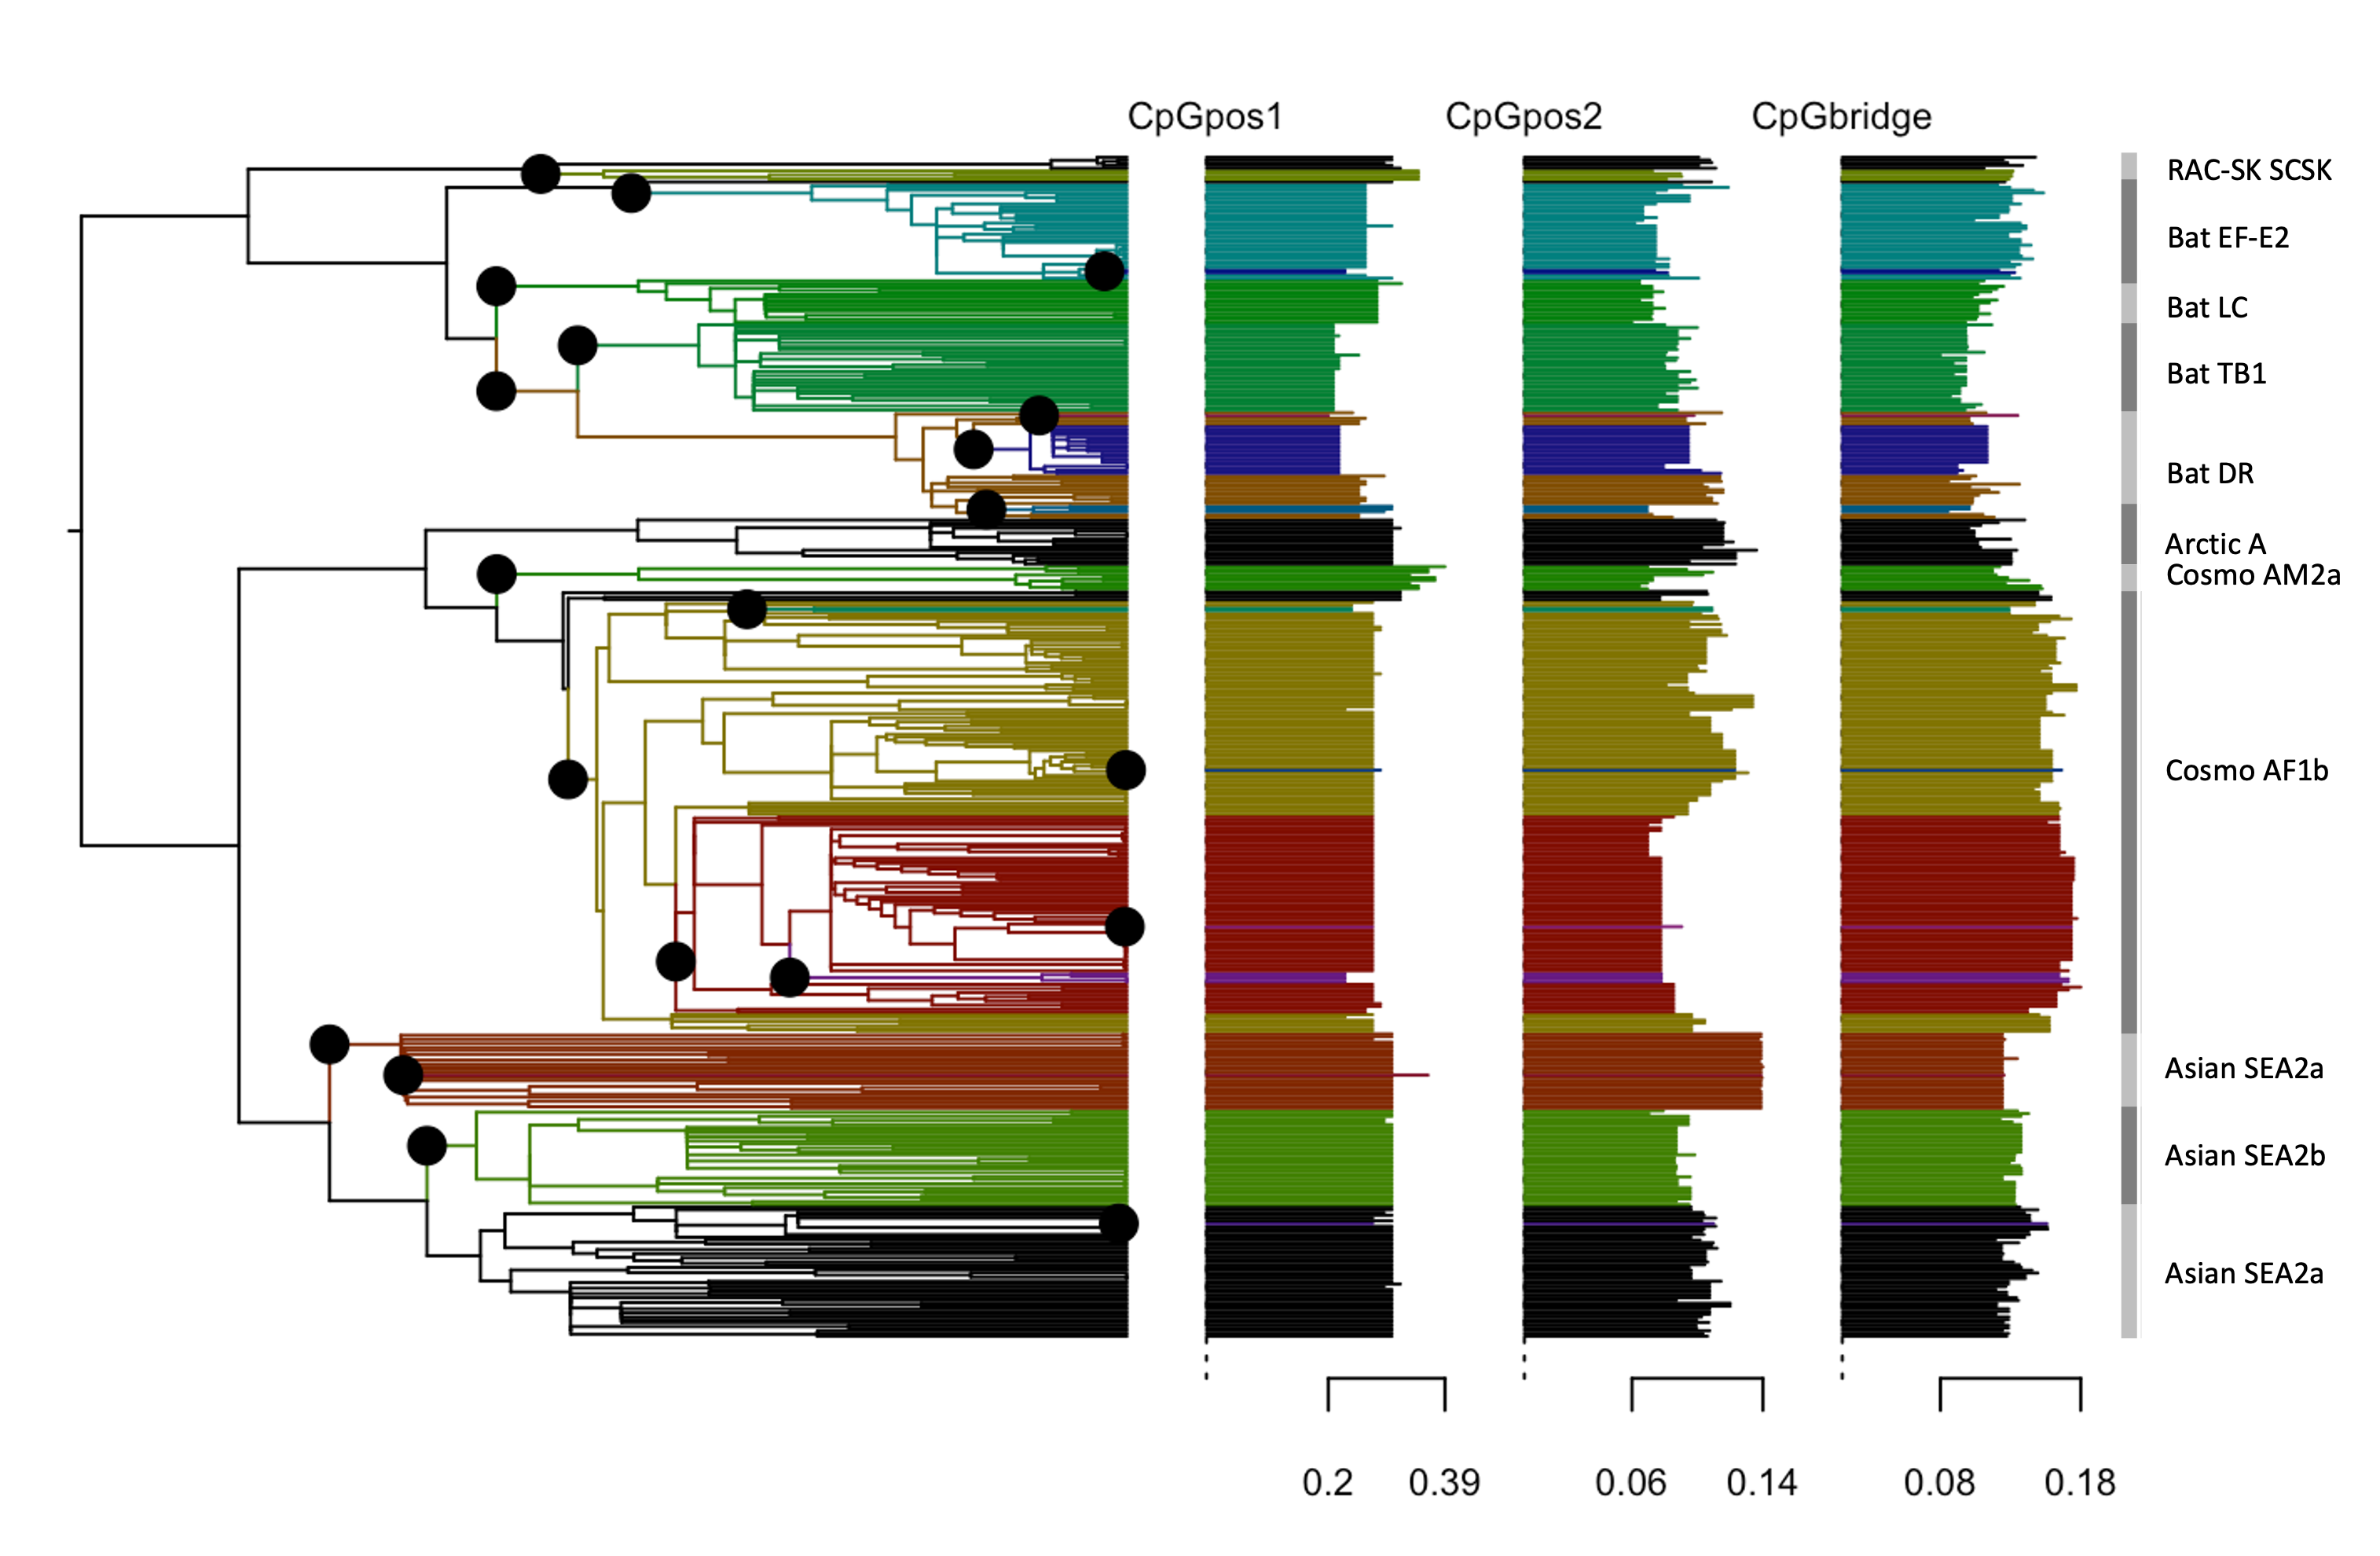 CpGpos1 CpGpos2 CpGbridge
RAC-SK SCSK
Bat EF-E2
Bat LC
Bat TB1
Bat DR
Arctic A
Cosmo AM2a
Cosmo AF1b
Asian SEA2a
Asian SEA2b
Asian SEA2a
0.2 0.39 0.06 0.14 0.08 0.18